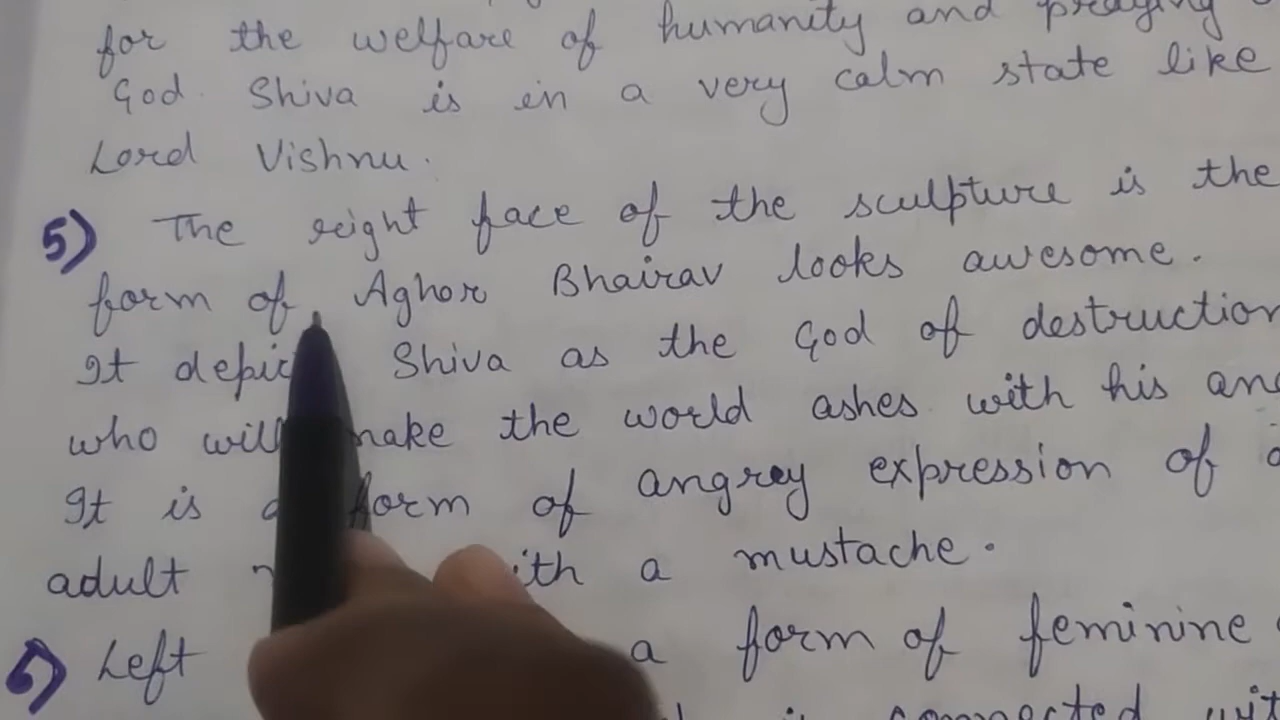 for the welfare of humanity and praying
God Shiva is in a very calm state like
Lord Vishnu.
5) The right face of the sculpture is the
form of Aghor Bhairav looks awesome.
It Shiva as the God of destruction
who will make the world ashes with his
It is a form of angrey expression of
adult with a mustache.
6) Left a form of feminine
connected